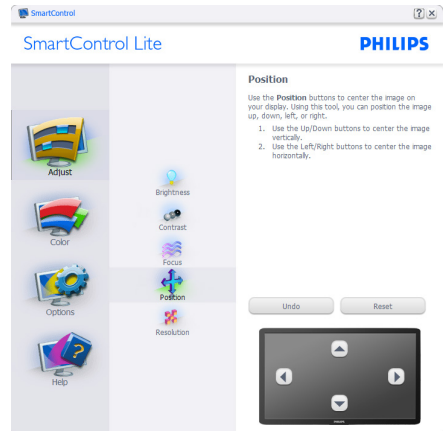 SmartControl
SmartControl Lite
PHILIPS
Adjust
Color
Options
Help
Brightness
Contrast
Focus
Position
Resolution
Position
Use the Position buttons to center the image on
your display. Using this tool, you can position the image
up, down, left, or right.
1. Use the Up/Down buttons to center the image
vertically.
2. Use the Left/Right buttons to center the image
horizontally.
Undo
Reset
PHILIPS